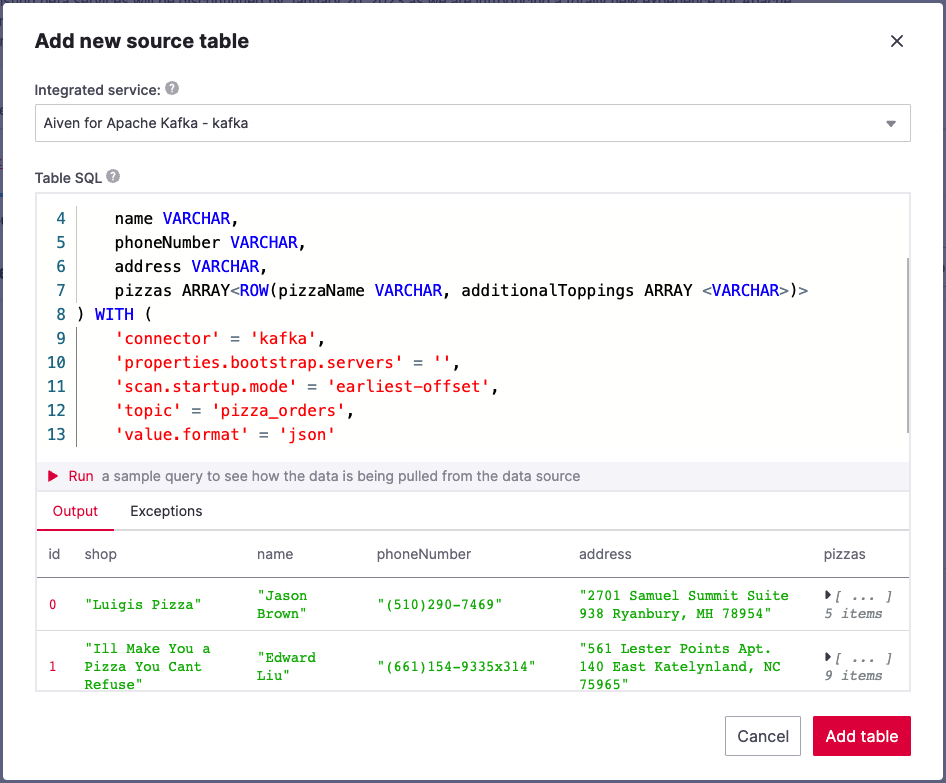 Add new source table
Integrated service:
Aiven for Apache Kafka - kafka
Table SQL
4 name VARCHAR,
5 phoneNumber VARCHAR,
6 address VARCHAR,
7 pizzas ARRAY<ROW(pizzaName VARCHAR, additionalToppings ARRAY <VARCHAR>)>
8 ) WITH (
9 'connector' = 'kafka',
10 'properties.bootstrap.servers' = '',
11 'scan.startup.mode' = 'earliest-offset',
12 'topic' = 'pizza_orders',
13 'value.format' = 'json'
Run a sample query to see how the data is being pulled from the data source
Output Exceptions
id shop name phoneNumber address pizzas
0 "Luigis Pizza" "Jason Brown" "(510)290-7469" "2701 Samuel Summit Suite 938 Ryanbury, MH 78954" [ ... ] 5 items
1 "Ill Make You a Pizza You Cant Refuse" "Edward Liu" "(661)154-9335x314" "561 Lester Points Apt. 140 East Katelynland, NC 75965" [ ... ] 9 items
Cancel Add table